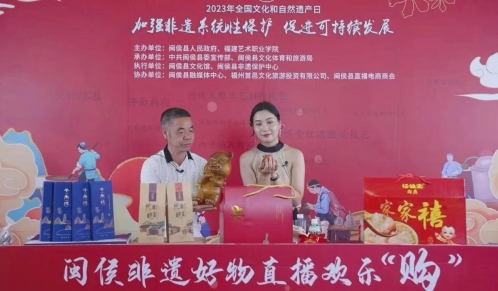 2023年全国文化和自然遗产日
加强非遗系统性保护 促进可持续发展
主办单位：闽侯县人民政府、福建艺术职业学院
承办单位：中共闽侯县委宣传部、闽侯县文化体育和旅游局
闽侯县文化馆、闽侯县非遗保护中心
协办单位：闽侯县融媒体中心、福州首邑文化旅游投资有限公司、闽侯县直播电商商会
家家禧
闽侯非遗好物直播欢乐“购”